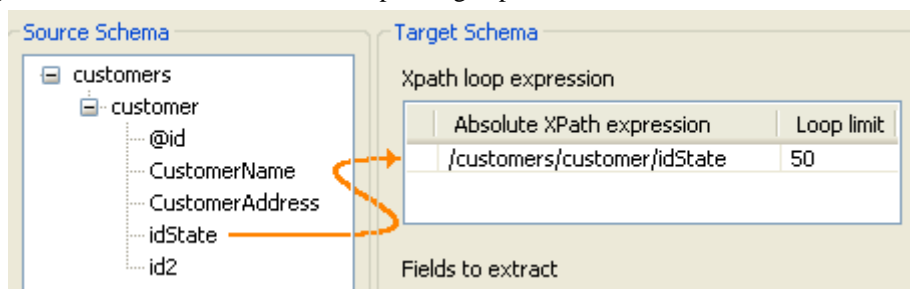 Source Schema
customers
customer
@id
CustomerName
CustomerAddress
idState
id2
Target Schema
Xpath loop expression
Absolute XPath expression Loop limit
/customers/customer/idState 50
Fields to extract